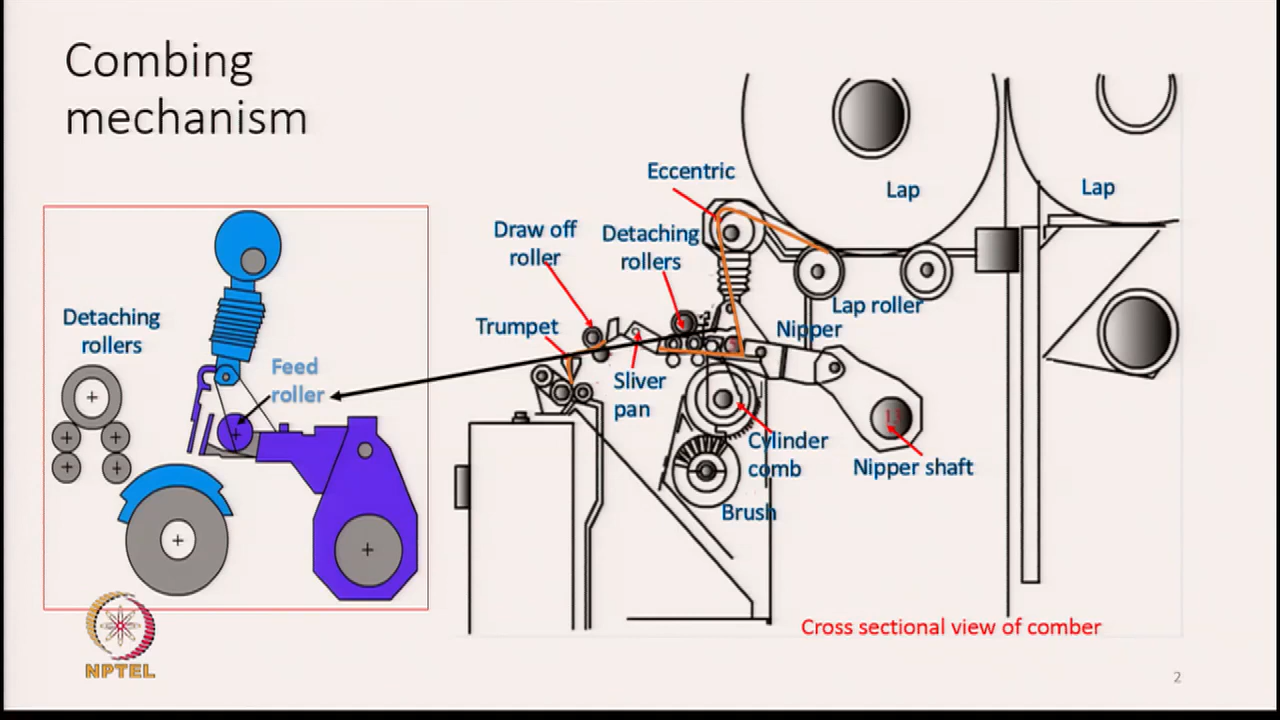 Combing
mechanism
Eccentric
Lap
Lap
Draw off
roller
Detaching
rollers
Lap roller
Trumpet
Nipper
Detaching
rollers
Feed
roller
Sliver
pan
Cylinder
comb
Nipper shaft
Brush
Cross sectional view of comber
NPTEL
2